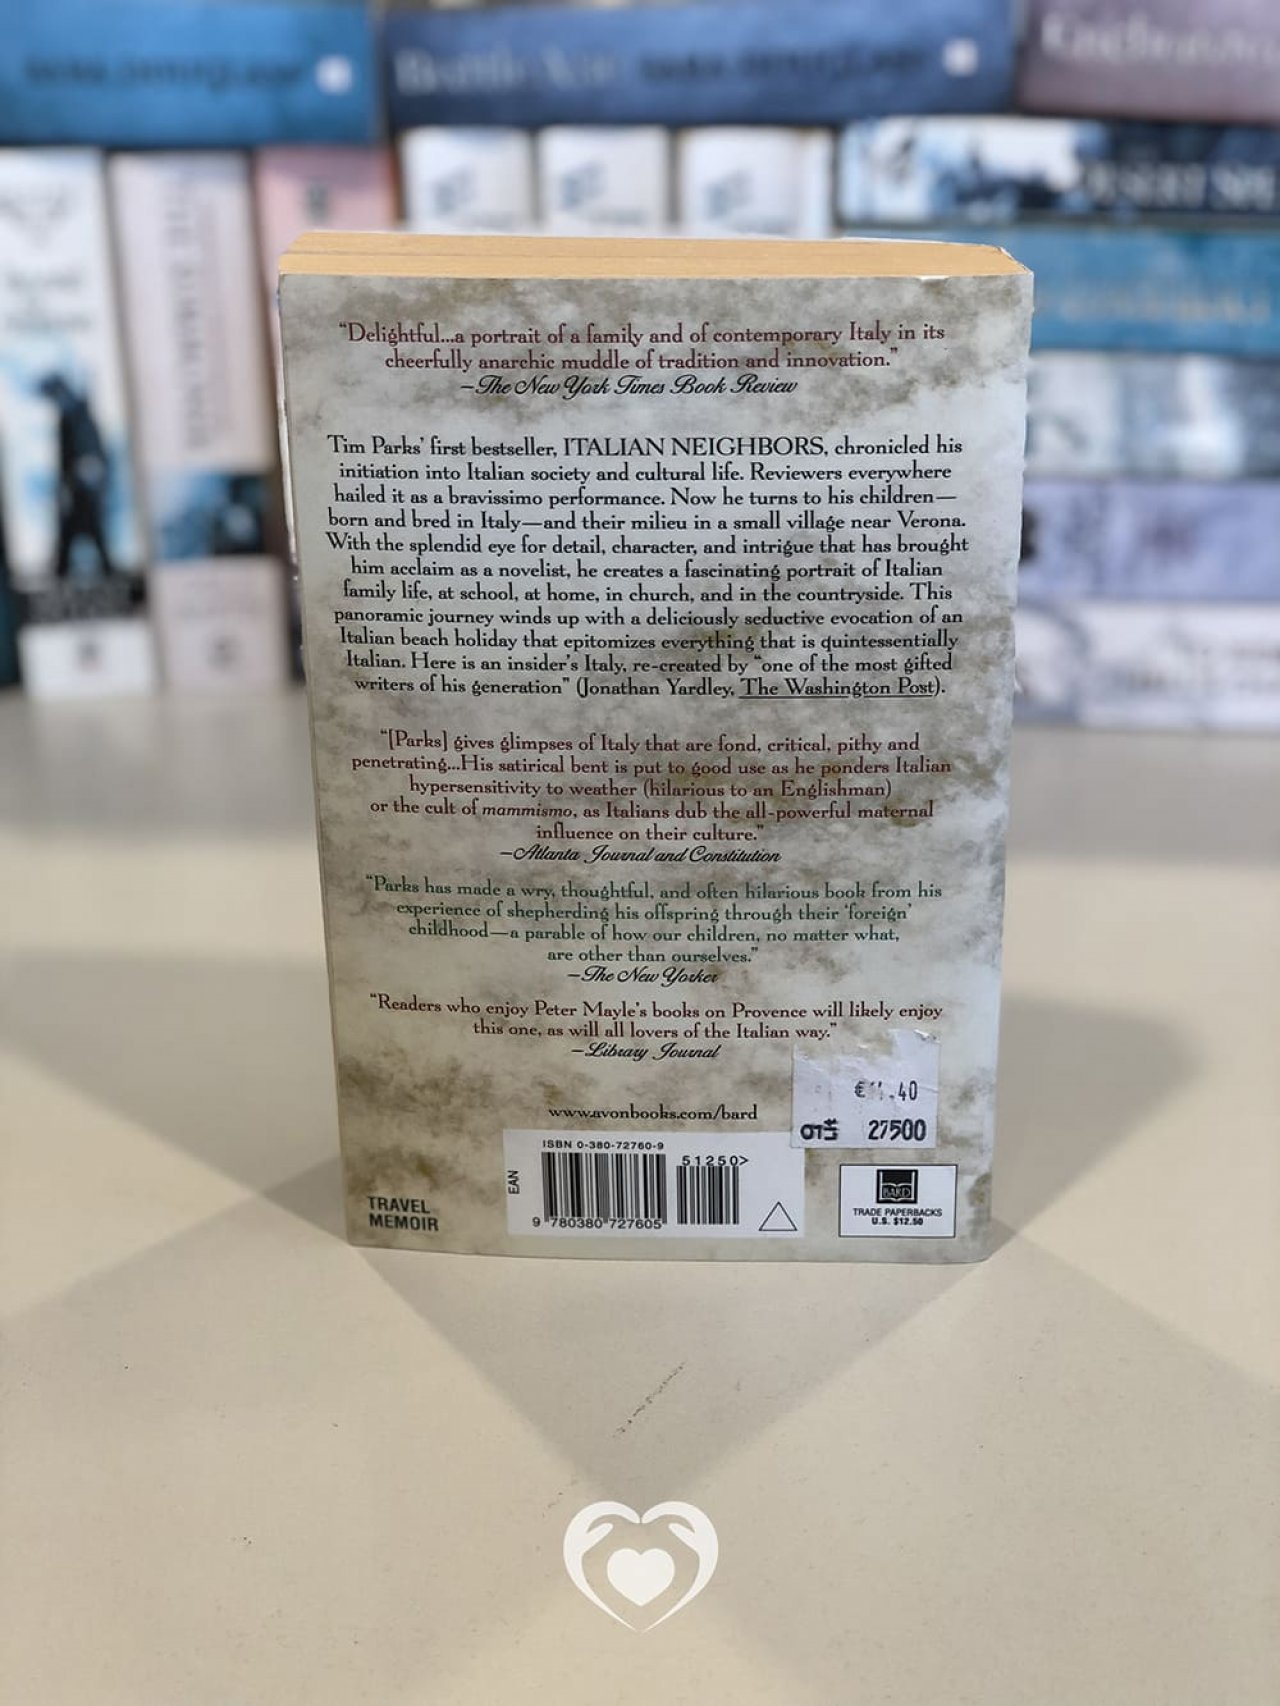 "Delightful...a portrait of a family and of contemporary Italy in its
cheerfully anarchic muddle of tradition and innovation."
—The New York Times Book Review
Tim Parks' first bestseller, ITALIAN NEIGHBORS, chronicled his
initiation into Italian society and cultural life. Reviewers everywhere
hailed it as a bravissimo performance. Now he turns to his children—
born and bred in Italy—and their milieu in a small village near Verona.
With the splendid eye for detail, character, and intrigue that has brought
him acclaim as a novelist, he creates a fascinating portrait of Italian
family life, at school, at home, in church, and in the countryside. This
panoramic journey winds up with a deliciously seductive evocation of an
Italian beach holiday that epitomizes everything that is quintessentially
Italian. Here is an insider's Italy, re-created by "one of the most gifted
writers of his generation" (Jonathan Yardley, The Washington Post).
"[Parks] gives glimpses of Italy that are fond, critical, pithy and
penetrating...His satirical bent is put to good use as he ponders Italian
hypersensitivity to weather (hilarious to an Englishman)
or the cult of mammismo, as Italians dub the all-powerful maternal
influence on their culture."
—Atlanta Journal and Constitution
"Parks has made a wry, thoughtful, and often hilarious book from his
experience of shepherding his offspring through their 'foreign'
childhood—a parable of how our children, no matter what,
are other than ourselves."
—The New Yorker
"Readers who enjoy Peter Mayle's books on Provence will likely enjoy
this one, as will all lovers of the Italian way."
—Library Journal
www.avonbooks.com/bard
27500
ISBN 0-380-72760-9
51250>
EAN
9 780380 727605
TRAVEL
MEMOIR
BARD
TRADE PAPERBACKS
U.S. $12.50